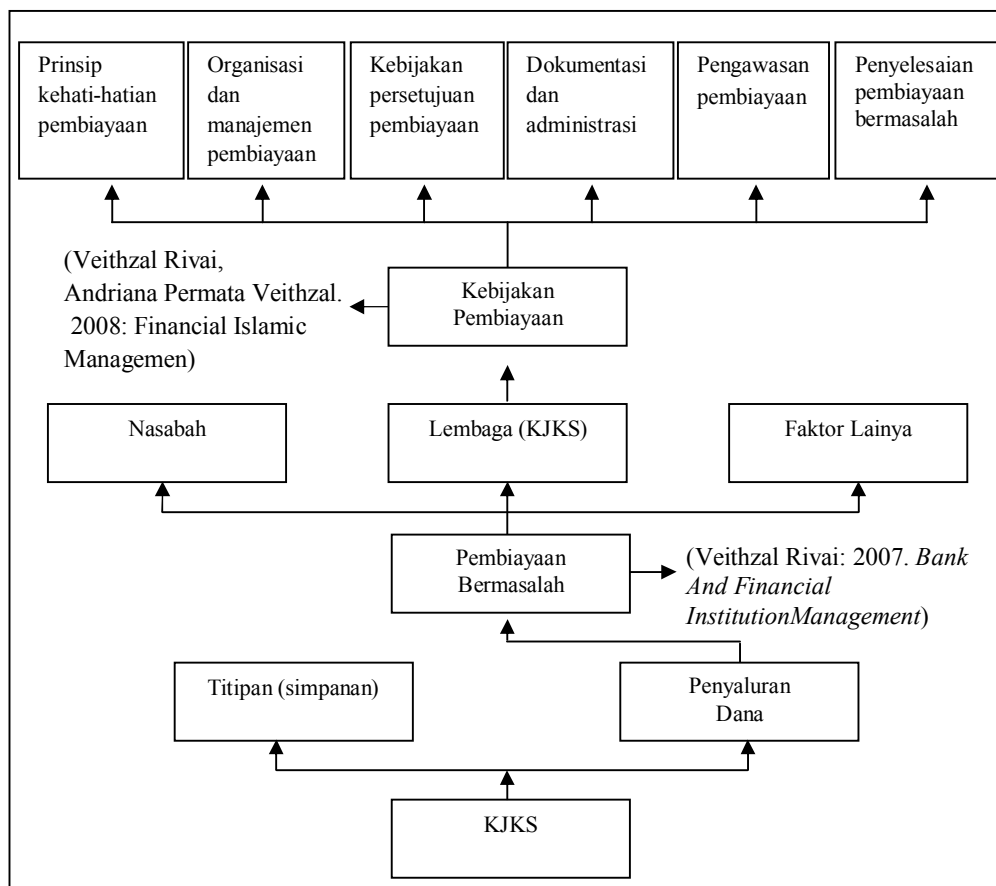 Prinsip
kehati-hatian
pembiayaan
Organisasi
dan
manajemen
pembiayaan
Kebijakan
persetujuan
pembiayaan
Dokumentasi
dan
administrasi
Pengawasan
pembiayaan
Penyelesaian
pembiayaan
bermasalah
(Veithzal Rivai,
Andriana Permata Veithzal.
2008: Financial Islamic
Managemen)
Kebijakan
Pembiayaan
Nasabah
Lembaga (KJKS)
Faktor Lainya
Pembiayaan
Bermasalah
(Veithzal Rivai: 2007. Bank
And Financial
InstitutionManagement)
Titipan (simpanan)
Penyaluran
Dana
KJKS